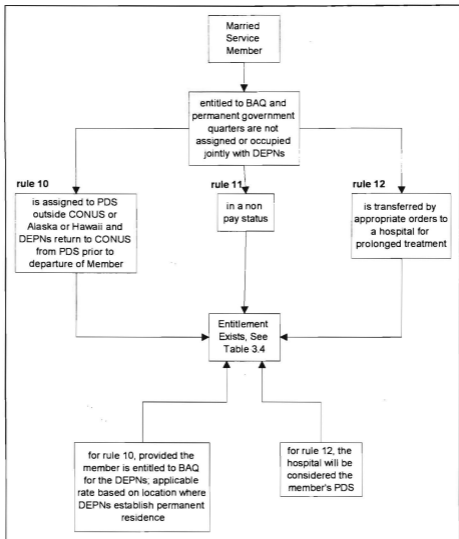 Married
Service
Member
entitled to BAQ and
permanent government
quarters are not
assigned or occupied
jointly with DEPNs
rule 10
is assigned to PDS
outside CONUS or
Alaska or Hawaii and
DEPNs return to CONUS
from PDS prior to
departure of Member
rule 11
in a non
pay status
rule 12
is transferred by
appropriate orders to
a hospital for
prolonged treatment
Entitlement
Exists, See
Table 3.4
for rule 10, provided the
member is entitled to BAQ
for the DEPNs; applicable
rate based on location where
DEPNs establish permanent
residence
for rule 12, the
hospital will be
considered the
member's PDS